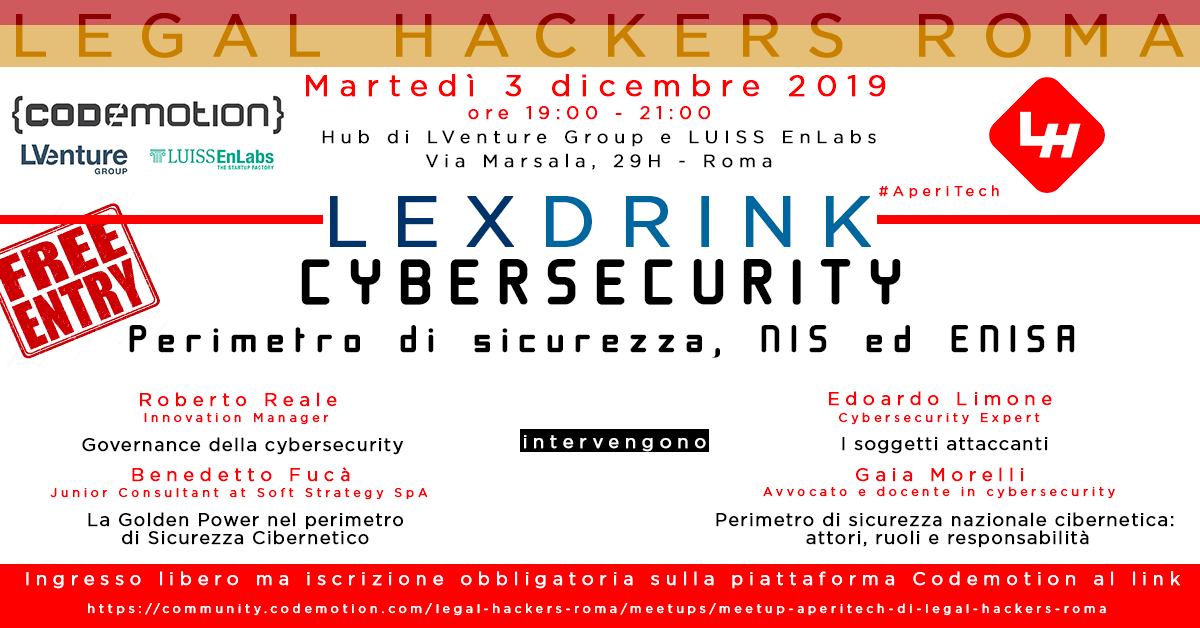 LEGAL HACKERS ROMA
{CODEMOTION}
LVenture
GROUP
LUISS EnLabs
THE STARTUP FACTORY
Martedì 3 dicembre 2019
ore 19:00 - 21:00
Hub di LVenture Group e LUISS EnLabs
Via Marsala, 29H - Roma
LH
#AperiTech
FREE
ENTRY
LEXDRINK
CYBERSECURITY
Perimetro di sicurezza, NIS ed ENISA
intervengono
Roberto Reale
Innovation Manager
Governance della cybersecurity
Benedetto Fucà
Junior Consultant at Soft Strategy SpA
La Golden Power nel perimetro
di Sicurezza Cibernetico
Edoardo Limone
Cybersecurity Expert
I soggetti attaccanti
Gaia Morelli
Avvocato e docente in cybersecurity
Perimetro di sicurezza nazionale cibernetica:
attori, ruoli e responsabilità
Ingresso libero ma iscrizione obbligatoria sulla piattaforma Codemotion al link
https://community.codemotion.com/legal-hackers-roma/meetups/meetup-aperitech-di-legal-hackers-roma